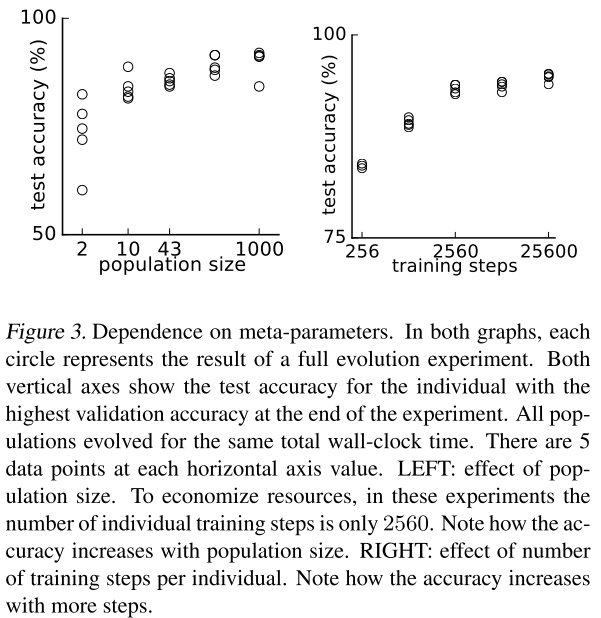 100
test accuracy (%)
50
2 10 43 1000
population size
100
test accuracy (%)
75
256 2560 25600
training steps
Figure 3. Dependence on meta-parameters. In both graphs, each
circle represents the result of a full evolution experiment. Both
vertical axes show the test accuracy for the individual with the
highest validation accuracy at the end of the experiment. All pop-
ulations evolved for the same total wall-clock time. There are 5
data points at each horizontal axis value. LEFT: effect of pop-
ulation size. To economize resources, in these experiments the
number of individual training steps is only 2560. Note how the ac-
curacy increases with population size. RIGHT: effect of number
of training steps per individual. Note how the accuracy increases
with more steps.